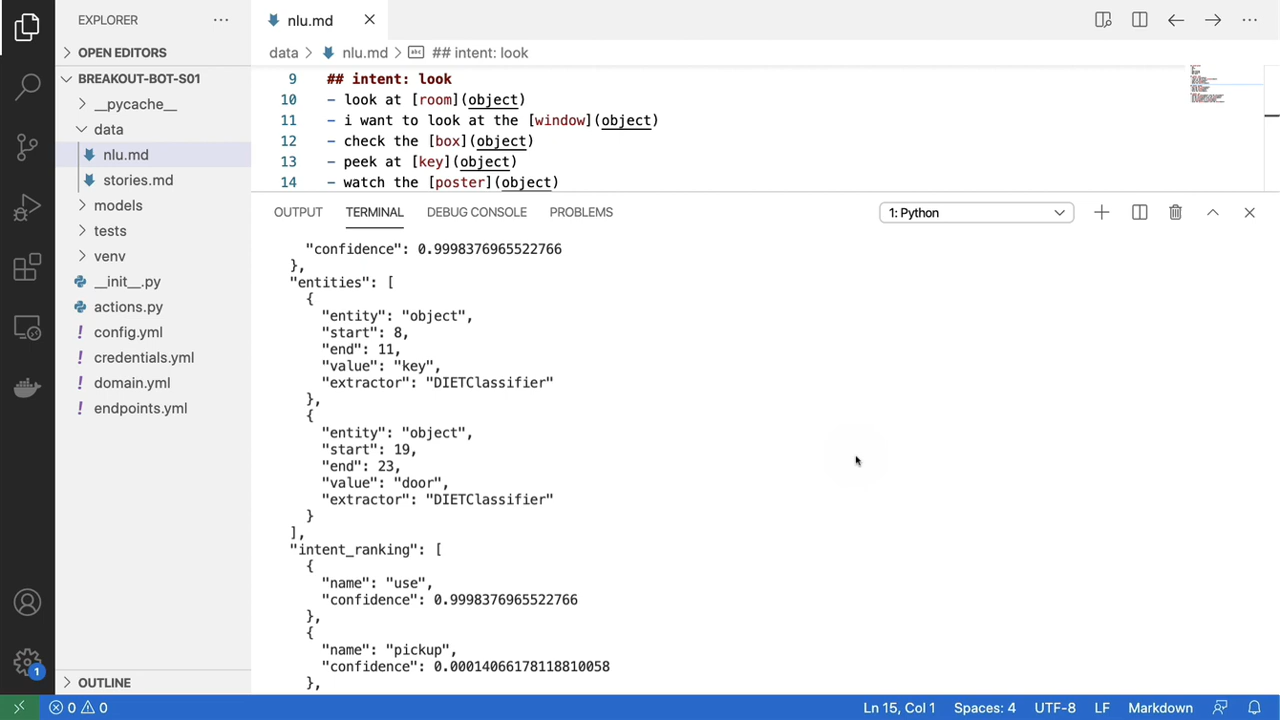 EXPLORER
nlu.md
OPEN EDITORS
data
nlu.md
## intent: look
BREAKOUT-BOT-S01
__pycache__
data
nlu.md
stories.md
models
tests
venv
__init__.py
actions.py
config.yml
credentials.yml
domain.yml
endpoints.yml
OUTLINE
9 ## intent: look
10 - look at [room](object)
11 - i want to look at the [window](object)
12 - check the [box](object)
13 - peek at [key](object)
14 - watch the [poster](object)
OUTPUT TERMINAL DEBUG CONSOLE PROBLEMS 1: Python
"confidence": 0.9998376965522766
},
"entities": [
{
"entity": "object",
"start": 8,
"end": 11,
"value": "key",
"extractor": "DIETClassifier"
},
{
"entity": "object",
"start": 19,
"end": 23,
"value": "door",
"extractor": "DIETClassifier"
}
],
"intent_ranking": [
{
"name": "use",
"confidence": 0.9998376965522766
},
{
"name": "pickup",
"confidence": 0.00014066178118810058
},
1
0 0 Ln 15, Col 1 Spaces: 4 UTF-8 LF Markdown